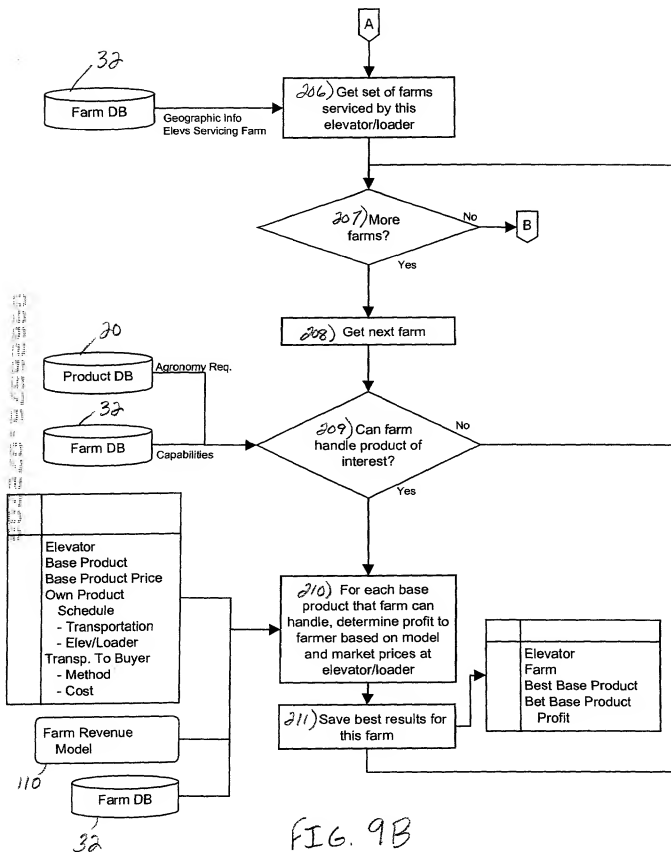 A
32
Farm DB
Geographic Info
Elevs Servicing Farm
206) Get set of farms
serviced by this
elevator/loader
207) More
farms?
No
B
Yes
208) Get next farm
20
Product DB
Agronomy Req.
32
Farm DB
Capabilities
209) Can farm
handle product of
interest?
No
Yes
Elevator
Base Product
Base Product Price
Own Product
Schedule
- Transportation
- Elev/Loader
Transp. To Buyer
- Method
- Cost
210) For each base
product that farm can
handle, determine profit to
farmer based on model
and market prices at
elevator/loader
Elevator
Farm
Best Base Product
Bet Base Product
Profit
211) Save best results for
this farm
Farm Revenue
Model
110
Farm DB
32
FIG. 9B